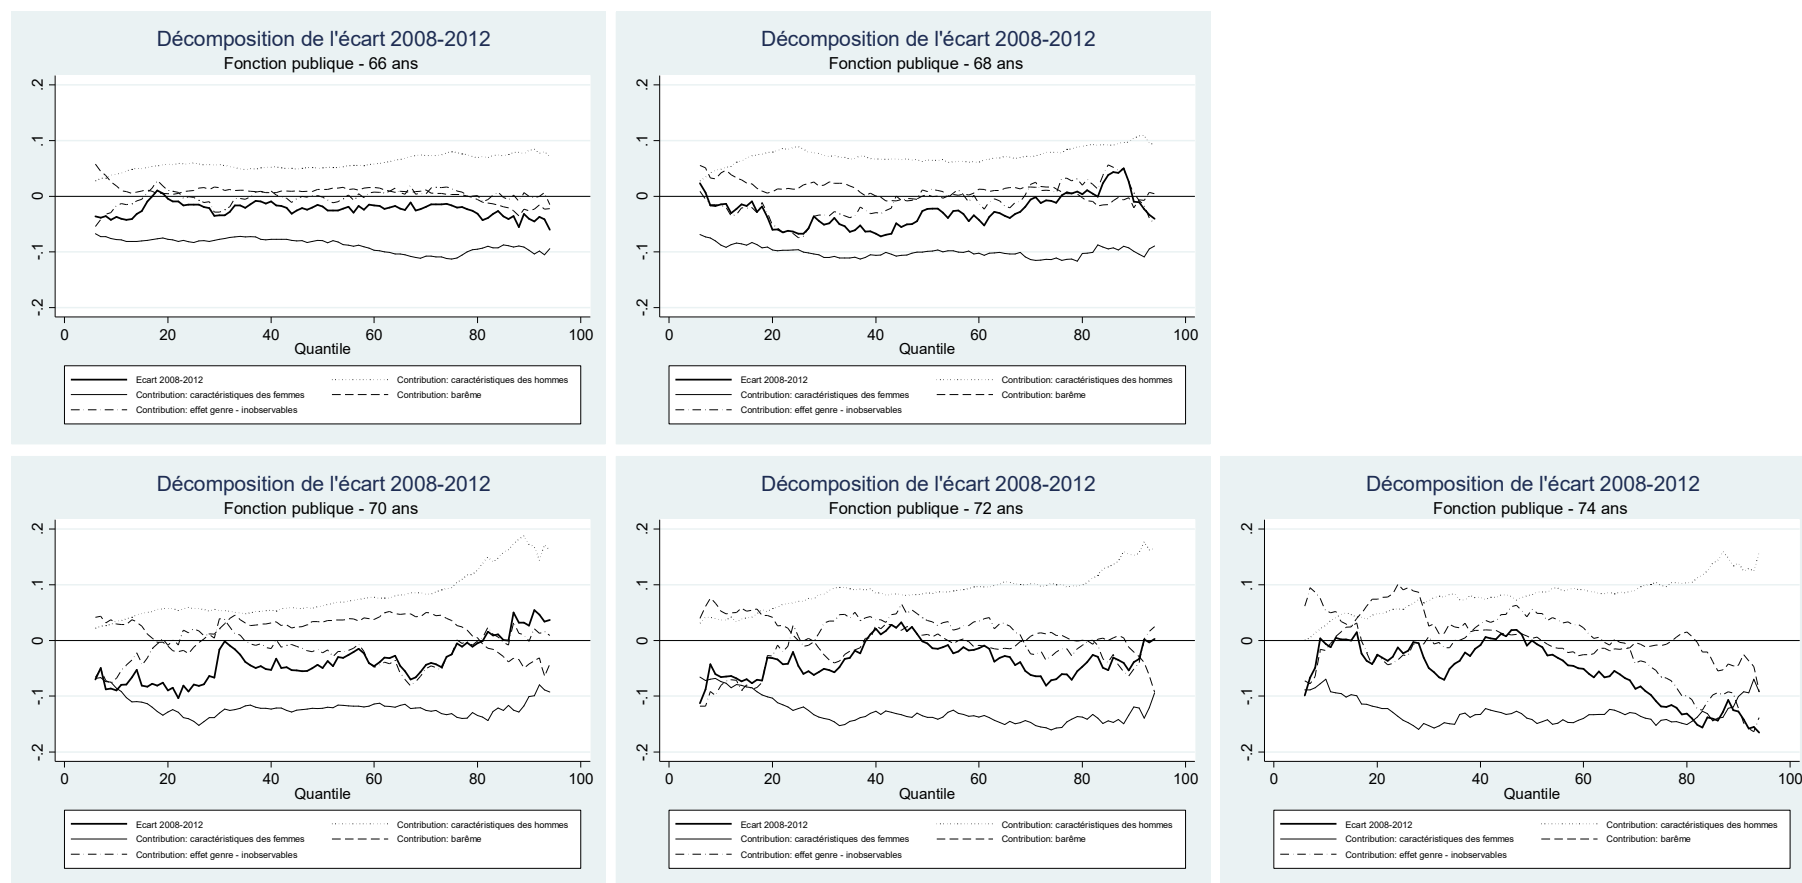 Décomposition de l'écart 2008-2012
Fonction publique - 66 ans
.2
.1
0
-.1
-.2
0 20 40 60 80 100
Quantile
Ecart 2008-2012 Contribution: caractéristiques des hommes
Contribution: caractéristiques des femmes Contribution: barême
Contribution: effet genre - inobservables
Décomposition de l'écart 2008-2012
Fonction publique - 68 ans
.2
.1
0
-.1
-.2
0 20 40 60 80 100
Quantile
Ecart 2008-2012 Contribution: caractéristiques des hommes
Contribution: caractéristiques des femmes Contribution: barême
Contribution: effet genre - inobservables
Décomposition de l'écart 2008-2012
Fonction publique - 70 ans
.2
.1
0
-.1
-.2
0 20 40 60 80 100
Quantile
Ecart 2008-2012 Contribution: caractéristiques des hommes
Contribution: caractéristiques des femmes Contribution: barême
Contribution: effet genre - inobservables
Décomposition de l'écart 2008-2012
Fonction publique - 72 ans
.2
.1
0
-.1
-.2
0 20 40 60 80 100
Quantile
Ecart 2008-2012 Contribution: caractéristiques des hommes
Contribution: caractéristiques des femmes Contribution: barême
Contribution: effet genre - inobservables
Décomposition de l'écart 2008-2012
Fonction publique - 74 ans
.2
.1
0
-.1
-.2
0 20 40 60 80 100
Quantile
Ecart 2008-2012 Contribution: caractéristiques des hommes
Contribution: caractéristiques des femmes Contribution: barême
Contribution: effet genre - inobservables